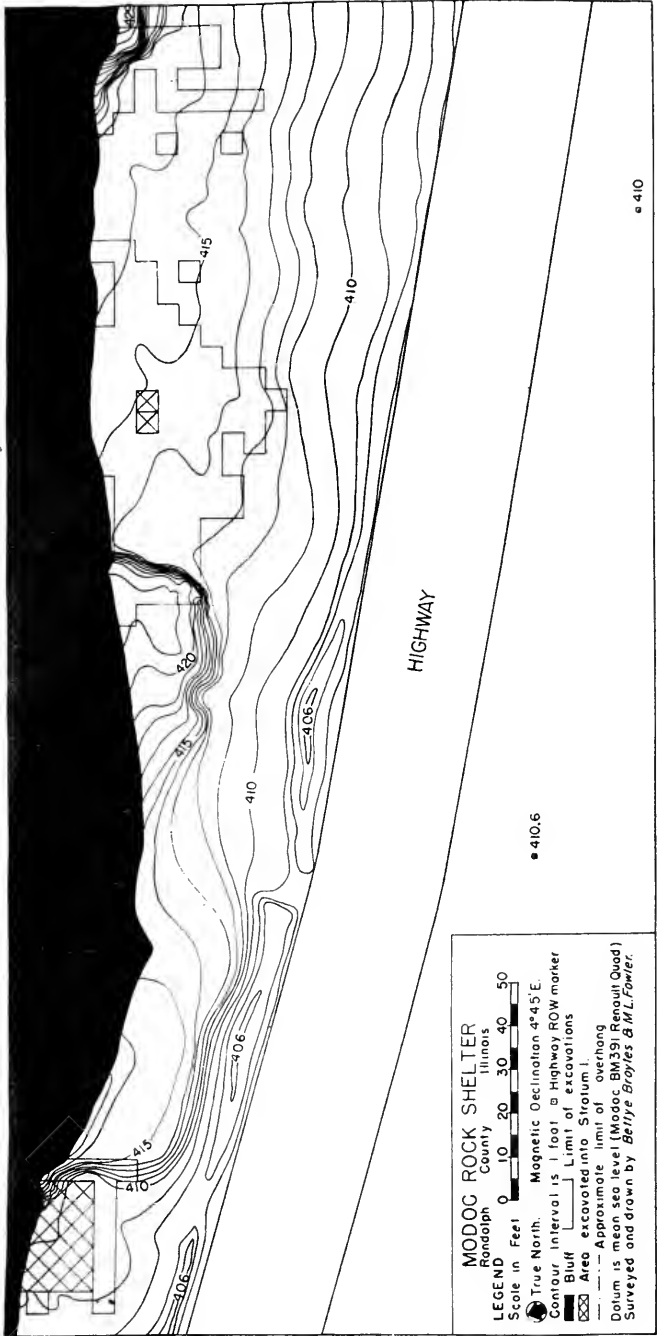 420
415
410
410
420
415
406
HIGHWAY
410
410.6
406
415
410
406
MODOC ROCK SHELTER
Randolph County Illinois
LEGEND
Scale in Feet 0 10 20 30 40 50
True North. Magnetic Declination 4°45'E.
Contour Interval is 1 foot Highway ROW marker
Bluff Limit of excavations
Area excavated into Stratum I.
Approximate limit of overhang
Datum is mean sea level (Modoc BM391 Renault Quad)
Surveyed and drawn by Bettye Broyles & M.L.Fowler.